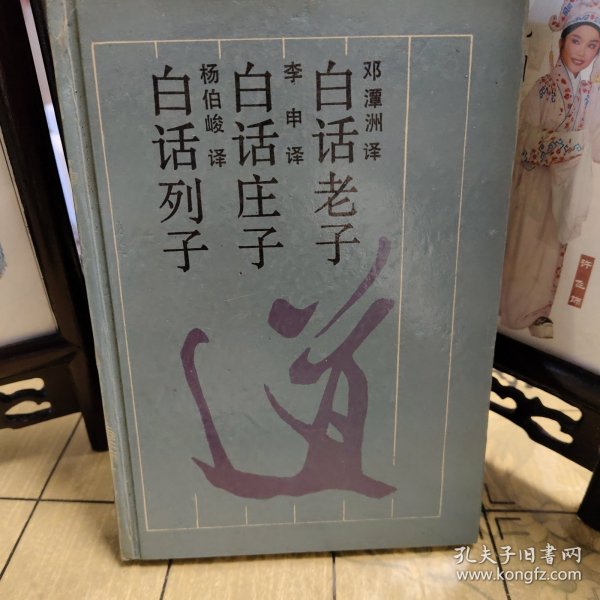 邓潭洲译
白话老子
李申译
白话庄子
杨伯峻译
白话列子
道
孔夫子旧書网
www.kongfz.com